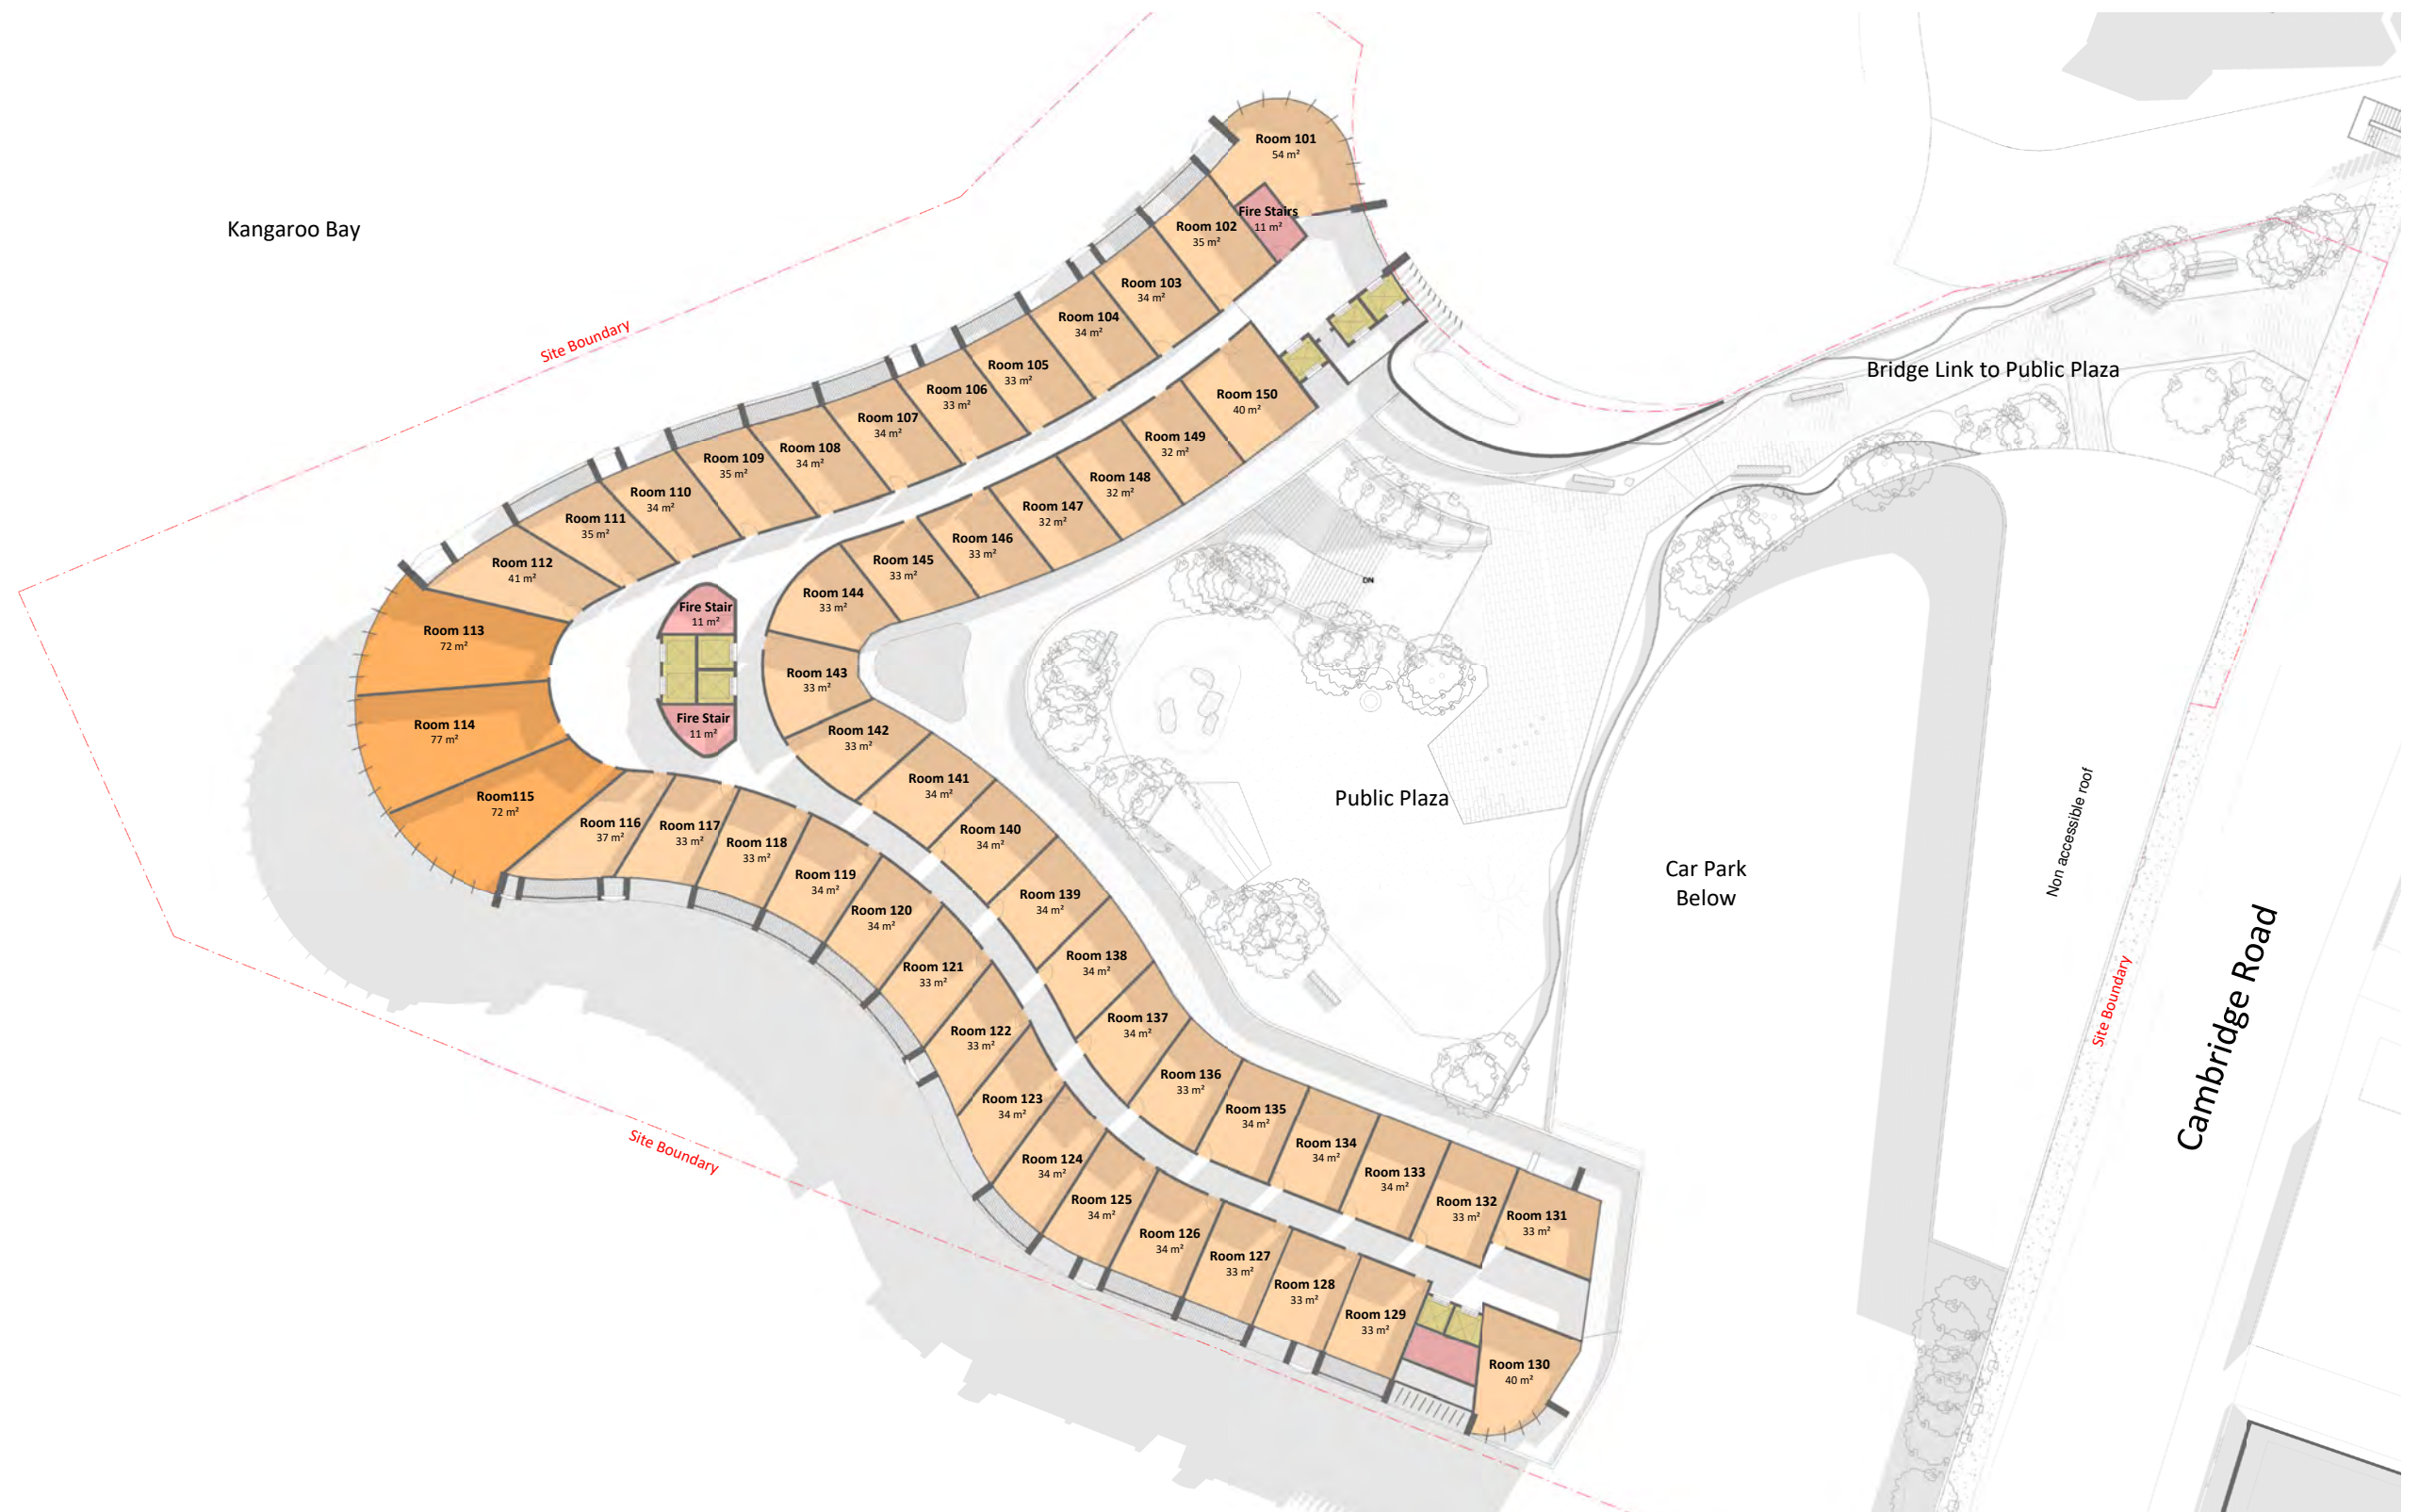 Kangaroo Bay
Site Boundary
Room 101
54 m²
Fire Stairs
11 m²
Room 102
35 m²
Room 103
34 m²
Room 104
34 m²
Room 105
33 m²
Room 106
33 m²
Room 107
34 m²
Room 108
34 m²
Room 109
35 m²
Room 110
34 m²
Room 111
35 m²
Room 112
41 m²
Room 113
72 m²
Room 114
77 m²
Room115
72 m²
Room 116
37 m²
Room 117
33 m²
Room 118
33 m²
Room 119
34 m²
Room 120
34 m²
Room 121
33 m²
Room 122
33 m²
Room 123
34 m²
Room 124
34 m²
Room 125
34 m²
Room 126
34 m²
Room 127
33 m²
Room 128
33 m²
Room 129
33 m²
Room 130
40 m²
Room 131
33 m²
Room 132
33 m²
Room 133
34 m²
Room 134
34 m²
Room 135
34 m²
Room 136
33 m²
Room 137
34 m²
Room 138
34 m²
Room 139
34 m²
Room 140
34 m²
Room 141
34 m²
Room 142
33 m²
Room 143
33 m²
Room 144
33 m²
Room 145
33 m²
Room 146
33 m²
Room 147
32 m²
Room 148
32 m²
Room 149
32 m²
Room 150
40 m²
Fire Stair
11 m²
Fire Stair
11 m²
DN
Bridge Link to Public Plaza
Public Plaza
Car Park
Below
Non accessible roof
Site Boundary
Cambridge Road
Site Boundary